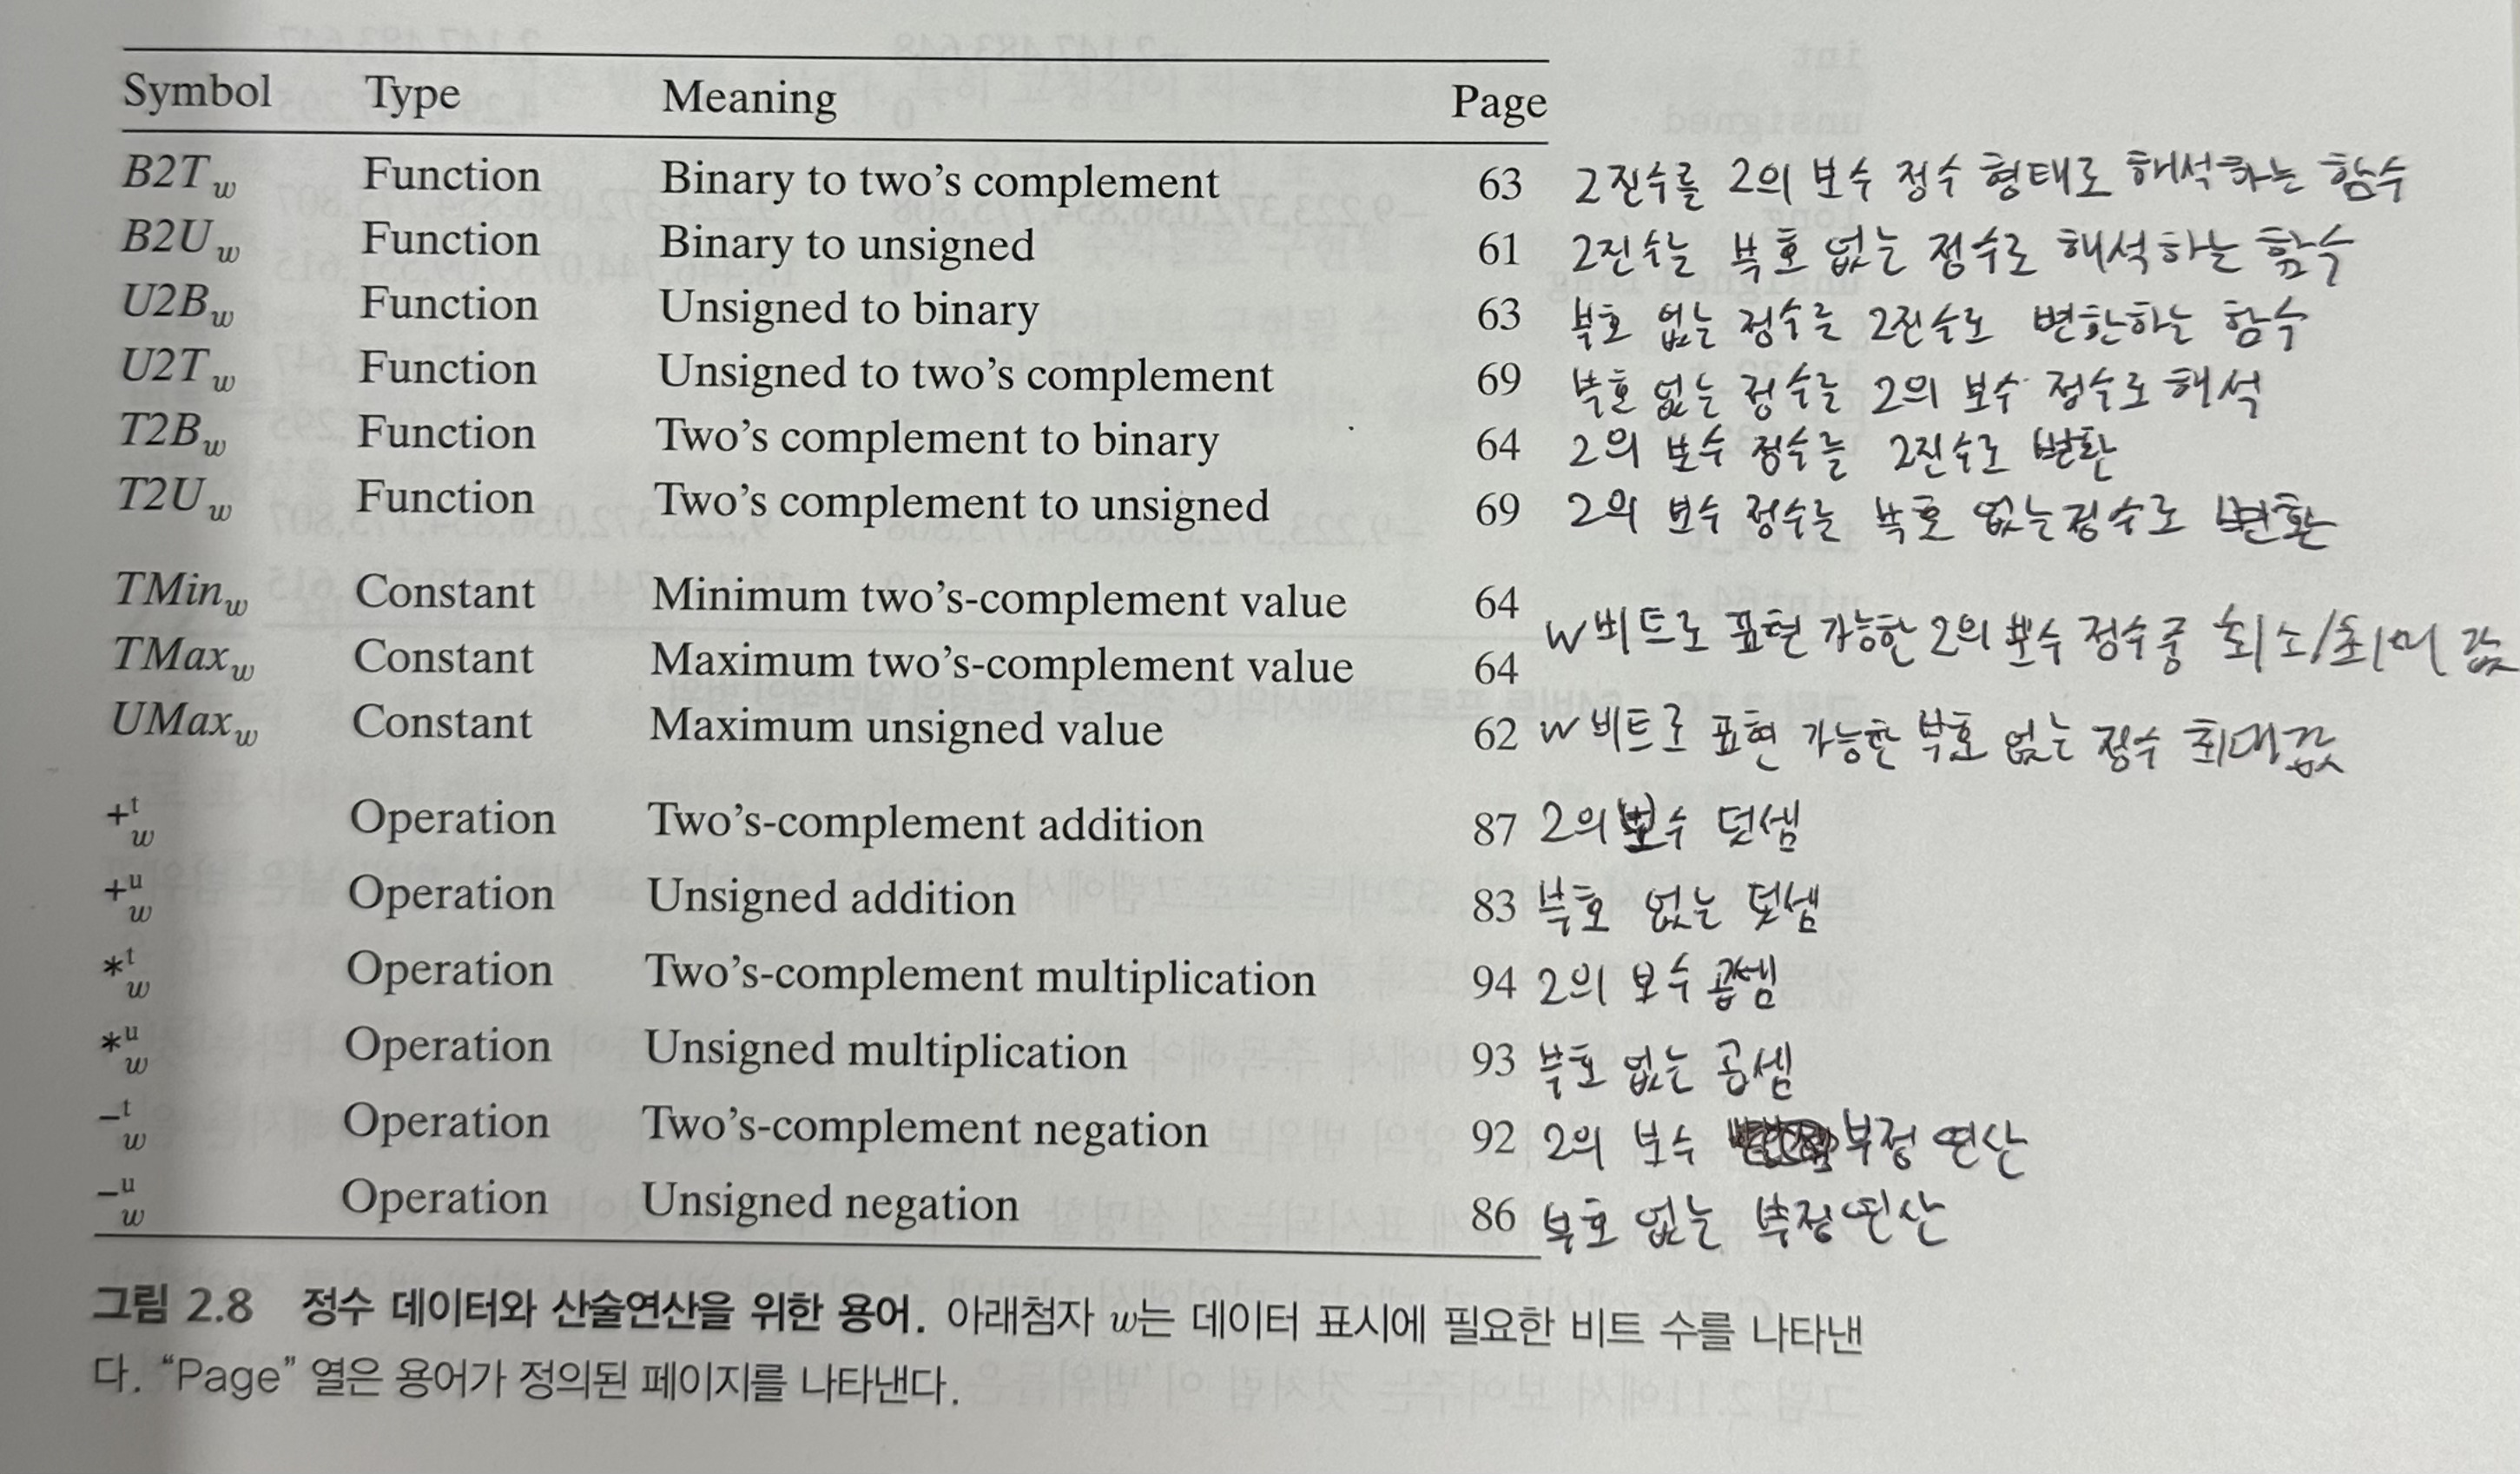 Symbol Type Meaning Page
B2T_w Function Binary to two's complement 63 2진수를 2의 보수 정수 형태로 해석하는 함수
B2U_w Function Binary to unsigned 61 2진수를 부호 없는 정수로 해석하는 함수
U2B_w Function Unsigned to binary 63 부호 없는 정수를 2진수로 변환하는 함수
U2T_w Function Unsigned to two's complement 69 부호 없는 정수를 2의 보수 정수로 해석
T2B_w Function Two's complement to binary 64 2의 보수 정수를 2진수로 변환
T2U_w Function Two's complement to unsigned 69 2의 보수 정수를 부호 없는 정수로 변환
TMin_w Constant Minimum two's-complement value 64
w비트로 표현 가능한 2의 보수 정수 중 최소/최대 값
TMax_w Constant Maximum two's-complement value 64
UMax_w Constant Maximum unsigned value 62 w비트로 표현 가능한 부호 없는 정수 최대값
+^t_w Operation Two's-complement addition 87 2의 보수 덧셈
+^u_w Operation Unsigned addition 83 부호 없는 덧셈
*^t_w Operation Two's-complement multiplication 94 2의 보수 곱셈
*^u_w Operation Unsigned multiplication 93 부호 없는 곱셈
-^t_w Operation Two's-complement negation 92 2의 보수 부정 연산
-^u_w Operation Unsigned negation 86 부호 없는 부정 연산
그림 2.8 정수 데이터와 산술연산을 위한 용어. 아래첨자 w는 데이터 표시에 필요한 비트 수를 나타낸
다. “Page” 열은 용어가 정의된 페이지를 나타낸다.